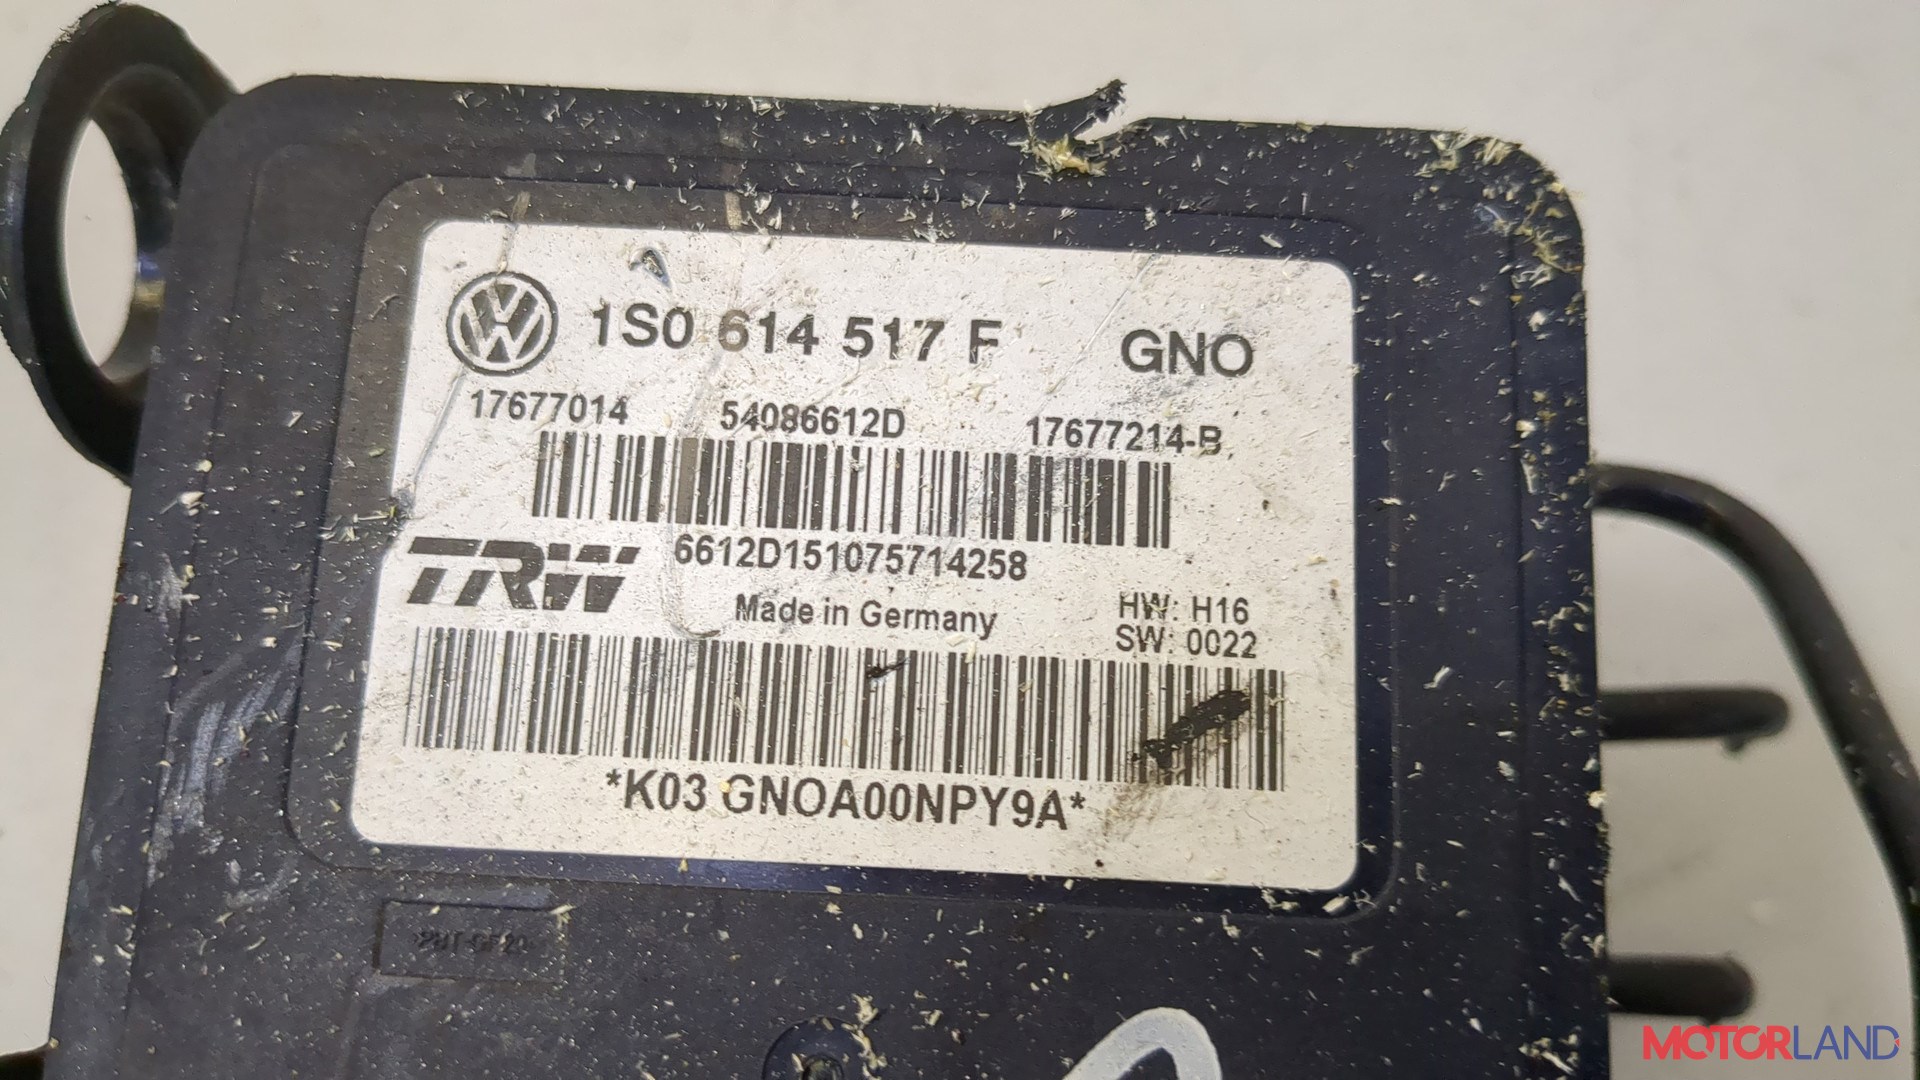 1S0 614 517 F GNO
17677014 54086612D 17677214-B
6612D151075714258
TRW
Made in Germany
HW: H16
SW: 0022
*K03 GNOA00NPY9A*
MOTORLAND